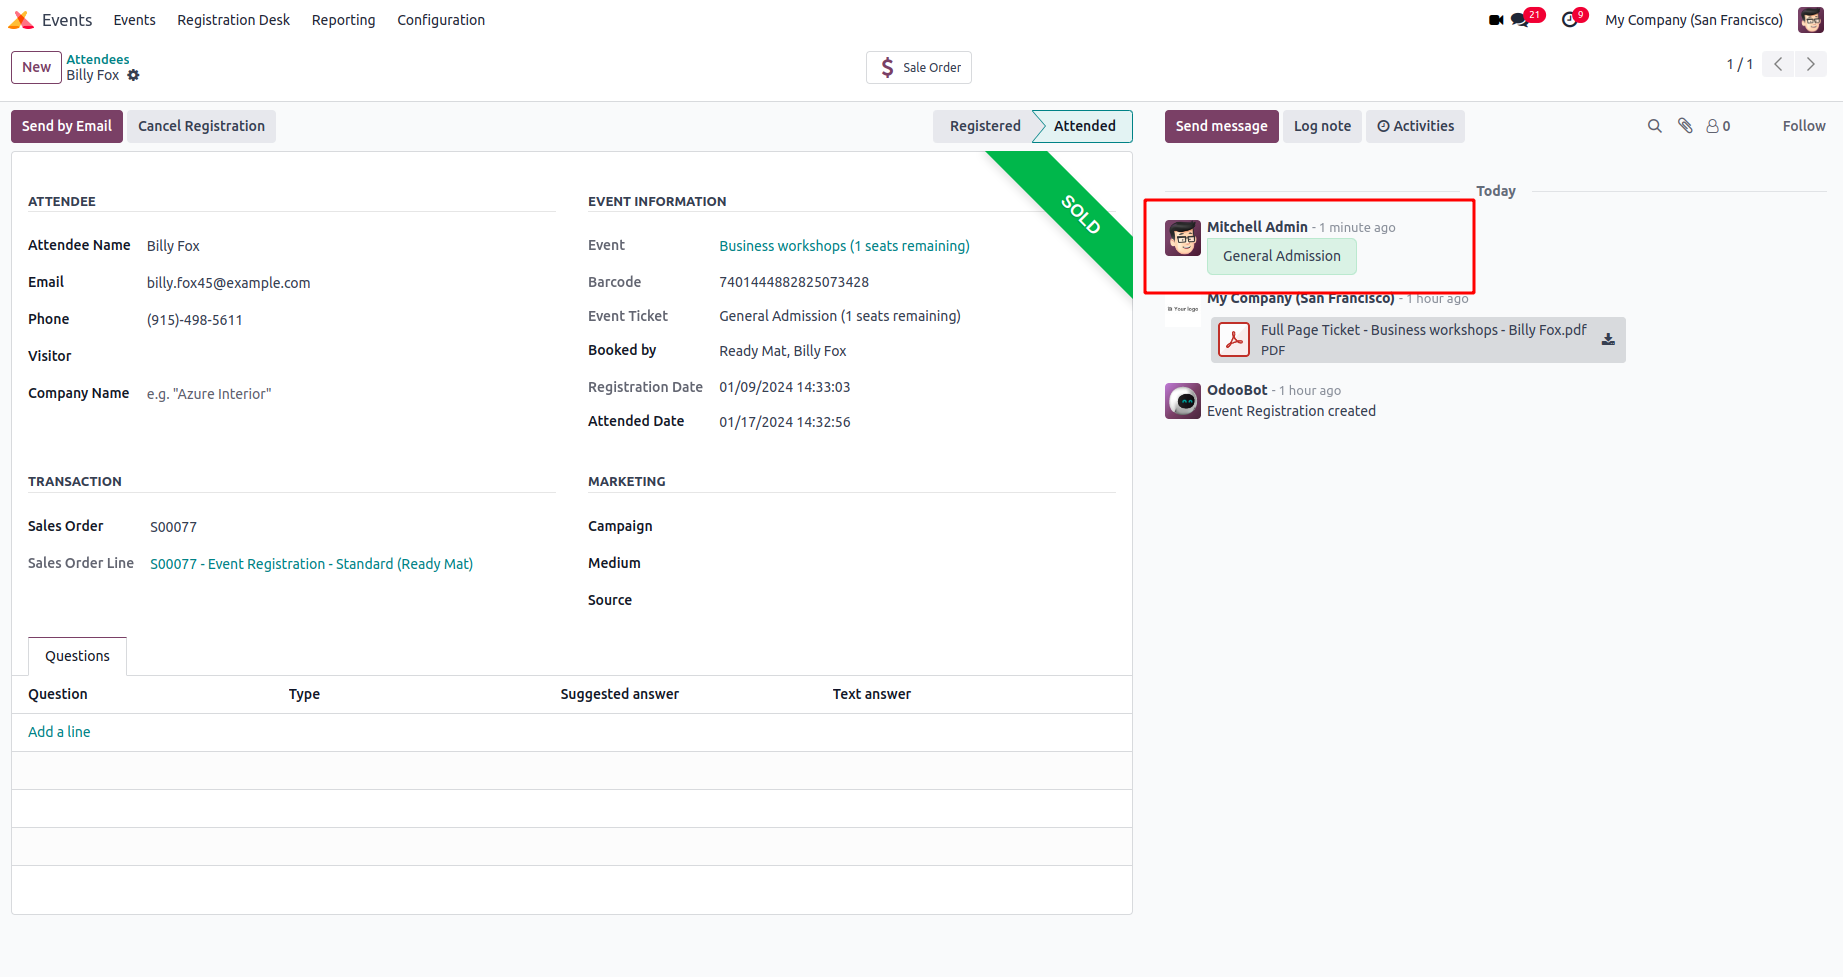 Events Events Registration Desk Reporting Configuration 21 9 My Company (San Francisco)
New Attendees
Billy Fox
Sale Order
1 / 1
Send by Email Cancel Registration Registered Attended Send message Log note Activities 0 Follow
SOLD
ATTENDEE
Attendee Name Billy Fox
Email billy.fox45@example.com
Phone (915)-498-5611
Visitor
Company Name e.g. "Azure Interior"
EVENT INFORMATION
Event Business workshops (1 seats remaining)
Barcode 7401444882825073428
Event Ticket General Admission (1 seats remaining)
Booked by Ready Mat, Billy Fox
Registration Date 01/09/2024 14:33:03
Attended Date 01/17/2024 14:32:56
TRANSACTION
Sales Order S00077
Sales Order Line S00077 - Event Registration - Standard (Ready Mat)
MARKETING
Campaign
Medium
Source
Questions
Question Type Suggested answer Text answer
Add a line
Today
Mitchell Admin - 1 minute ago
General Admission
My Company (San Francisco) - 1 hour ago
Your logo
Full Page Ticket - Business workshops - Billy Fox.pdf
PDF
OdooBot - 1 hour ago
Event Registration created